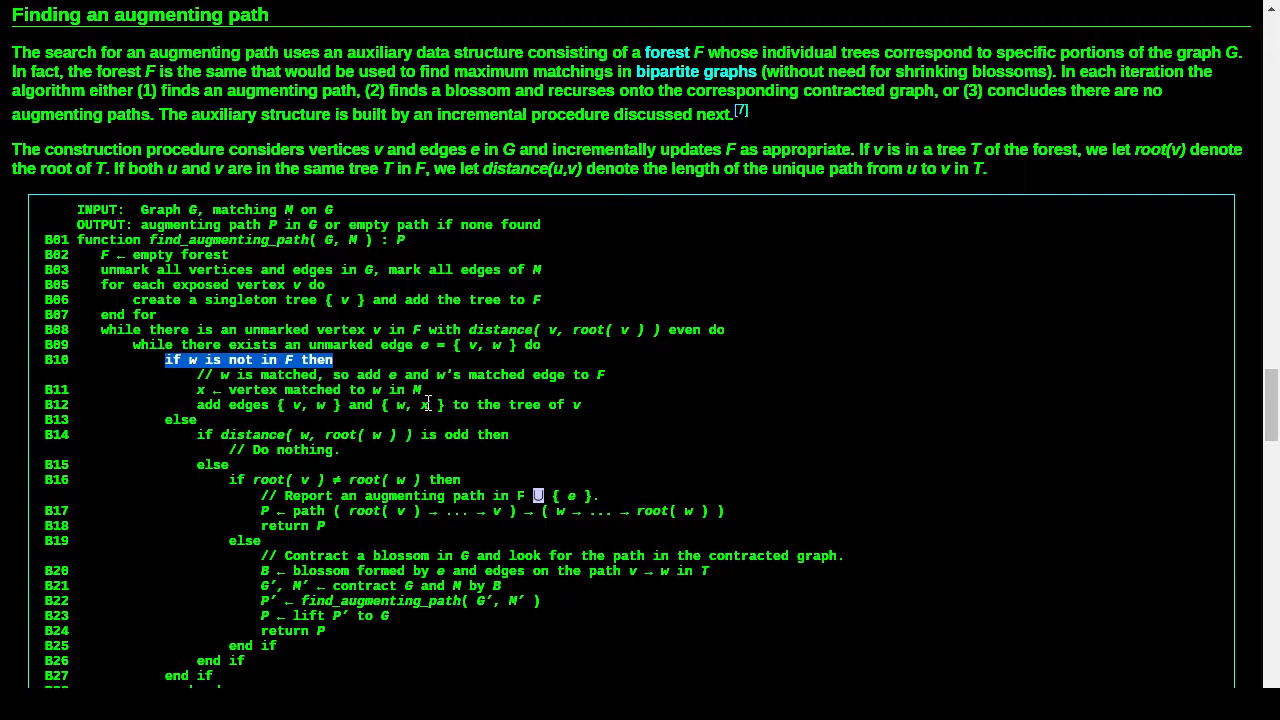 Finding an augmenting path
The search for an augmenting path uses an auxiliary data structure consisting of a forest F whose individual trees correspond to specific portions of the graph G.
In fact, the forest F is the same that would be used to find maximum matchings in bipartite graphs (without need for shrinking blossoms). In each iteration the
algorithm either (1) finds an augmenting path, (2) finds a blossom and recurses onto the corresponding contracted graph, or (3) concludes there are no
augmenting paths. The auxiliary structure is built by an incremental procedure discussed next.[7]
The construction procedure considers vertices v and edges e in G and incrementally updates F as appropriate. If v is in a tree T of the forest, we let root(v) denote
the root of T. If both u and v are in the same tree T in F, we let distance(u,v) denote the length of the unique path from u to v in T.
INPUT: Graph G, matching M on G
OUTPUT: augmenting path P in G or empty path if none found
B01 function find_augmenting_path( G, M ) : P
B02 F ← empty forest
B03 unmark all vertices and edges in G, mark all edges of M
B05 for each exposed vertex v do
B06 create a singleton tree { v } and add the tree to F
B07 end for
B08 while there is an unmarked vertex v in F with distance( v, root( v ) ) even do
B09 while there exists an unmarked edge e = { v, w } do
B10 if w is not in F then
// w is matched, so add e and w's matched edge to F
B11 x ← vertex matched to w in M
B12 add edges { v, w } and { w, x } to the tree of v
B13 else
B14 if distance( w, root( w ) ) is odd then
// Do nothing.
B15 else
B16 if root( v ) ≠ root( w ) then
// Report an augmenting path in F ∪ { e }.
B17 P ← path ( root( v ) → ... → v ) → ( w → ... → root( w ) )
B18 return P
B19 else
// Contract a blossom in G and look for the path in the contracted graph.
B20 B ← blossom formed by e and edges on the path v → w in T
B21 G', M' ← contract G and M by B
B22 P' ← find_augmenting_path( G', M' )
B23 P ← lift P' to G
B24 return P
B25 end if
B26 end if
B27 end if